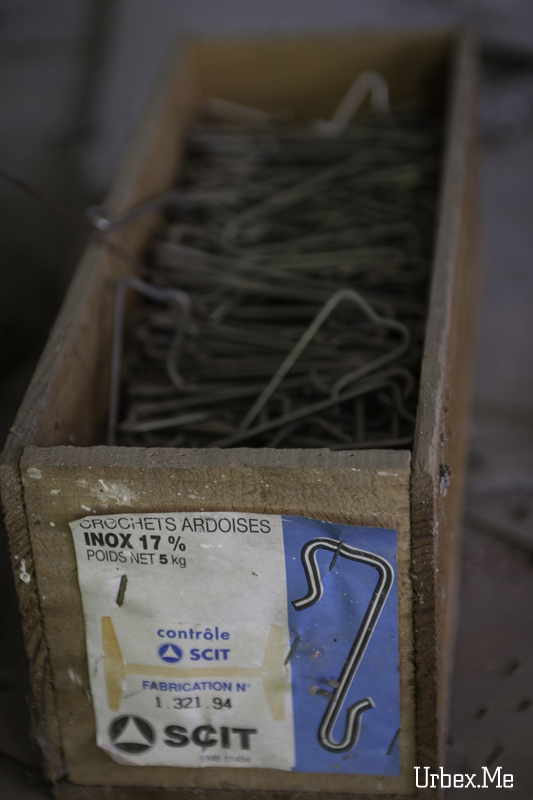 CROCHETS ARDOISES
INOX 17 %
POIDS NET 5 kg
contrôle
SCIT
FABRICATION N°
1.321.94
SCIT
Urbex.Me